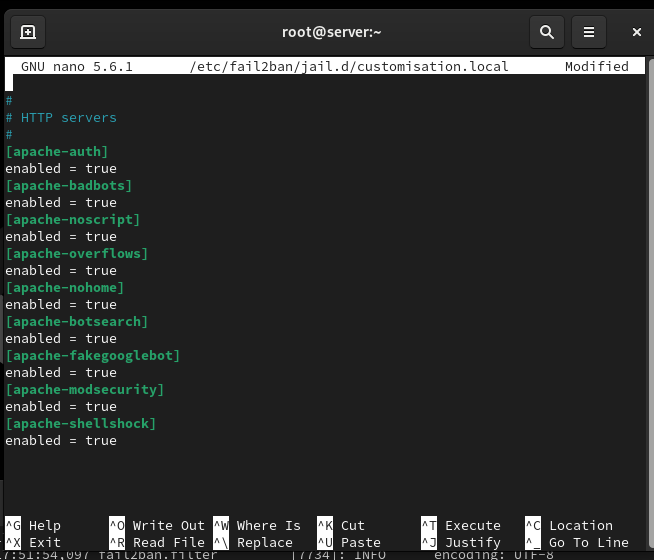 root@server:~
GNU nano 5.6.1 /etc/fail2ban/jail.d/customisation.local Modified
#
# HTTP servers
#
[apache-auth]
enabled = true
[apache-badbots]
enabled = true
[apache-noscript]
enabled = true
[apache-overflows]
enabled = true
[apache-nohome]
enabled = true
[apache-botsearch]
enabled = true
[apache-fakegooglebot]
enabled = true
[apache-modsecurity]
enabled = true
[apache-shellshock]
enabled = true
^G Help ^O Write Out ^W Where Is ^K Cut ^T Execute ^C Location
^X Exit ^R Read File ^\ Replace ^U Paste ^J Justify ^_ Go To Line
7:51:54,097 fail2ban.filter [7734]: INFO encoding: UTF-8